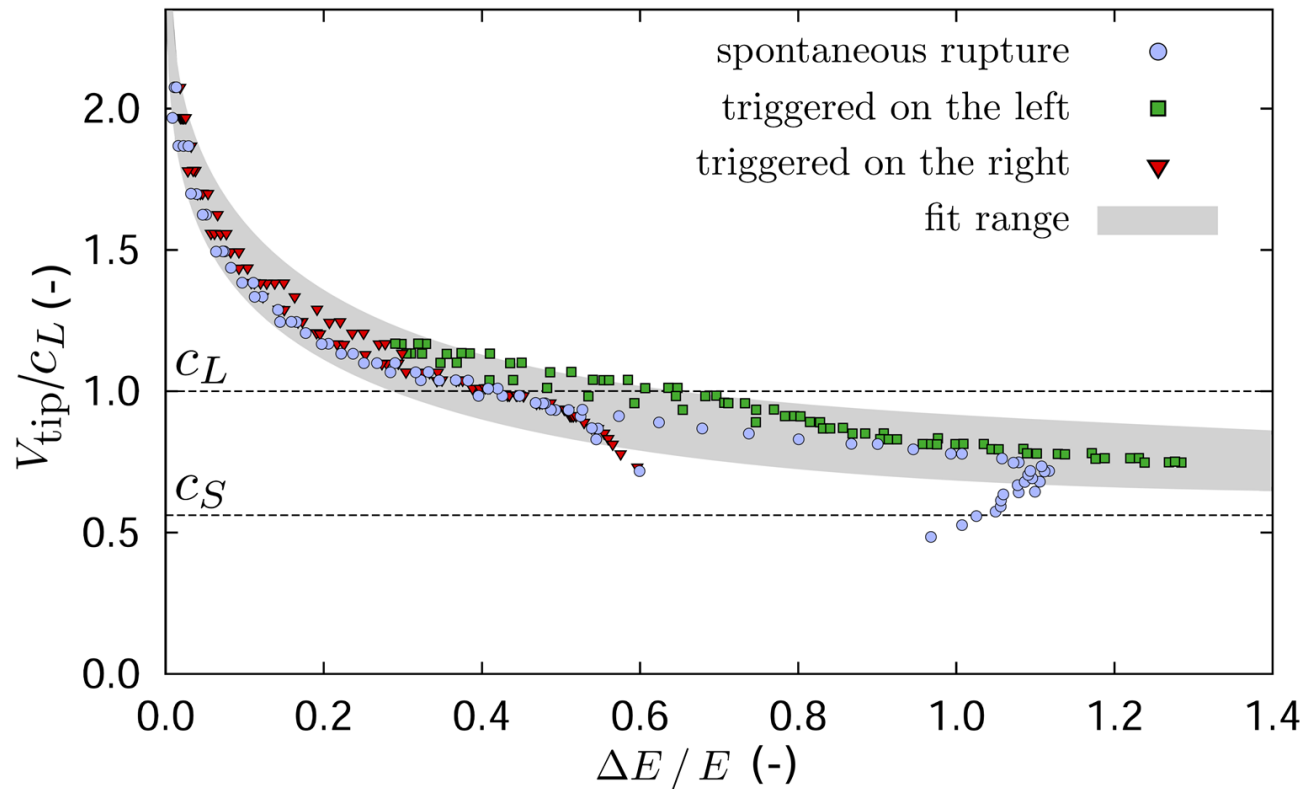 spontaneous rupture
triggered on the left
triggered on the right
fit range
V_tip/c_L (-)
2.0
1.5
1.0
0.5
0.0
c_L
c_S
0.0 0.2 0.4 0.6 0.8 1.0 1.2 1.4
ΔE / E (-)